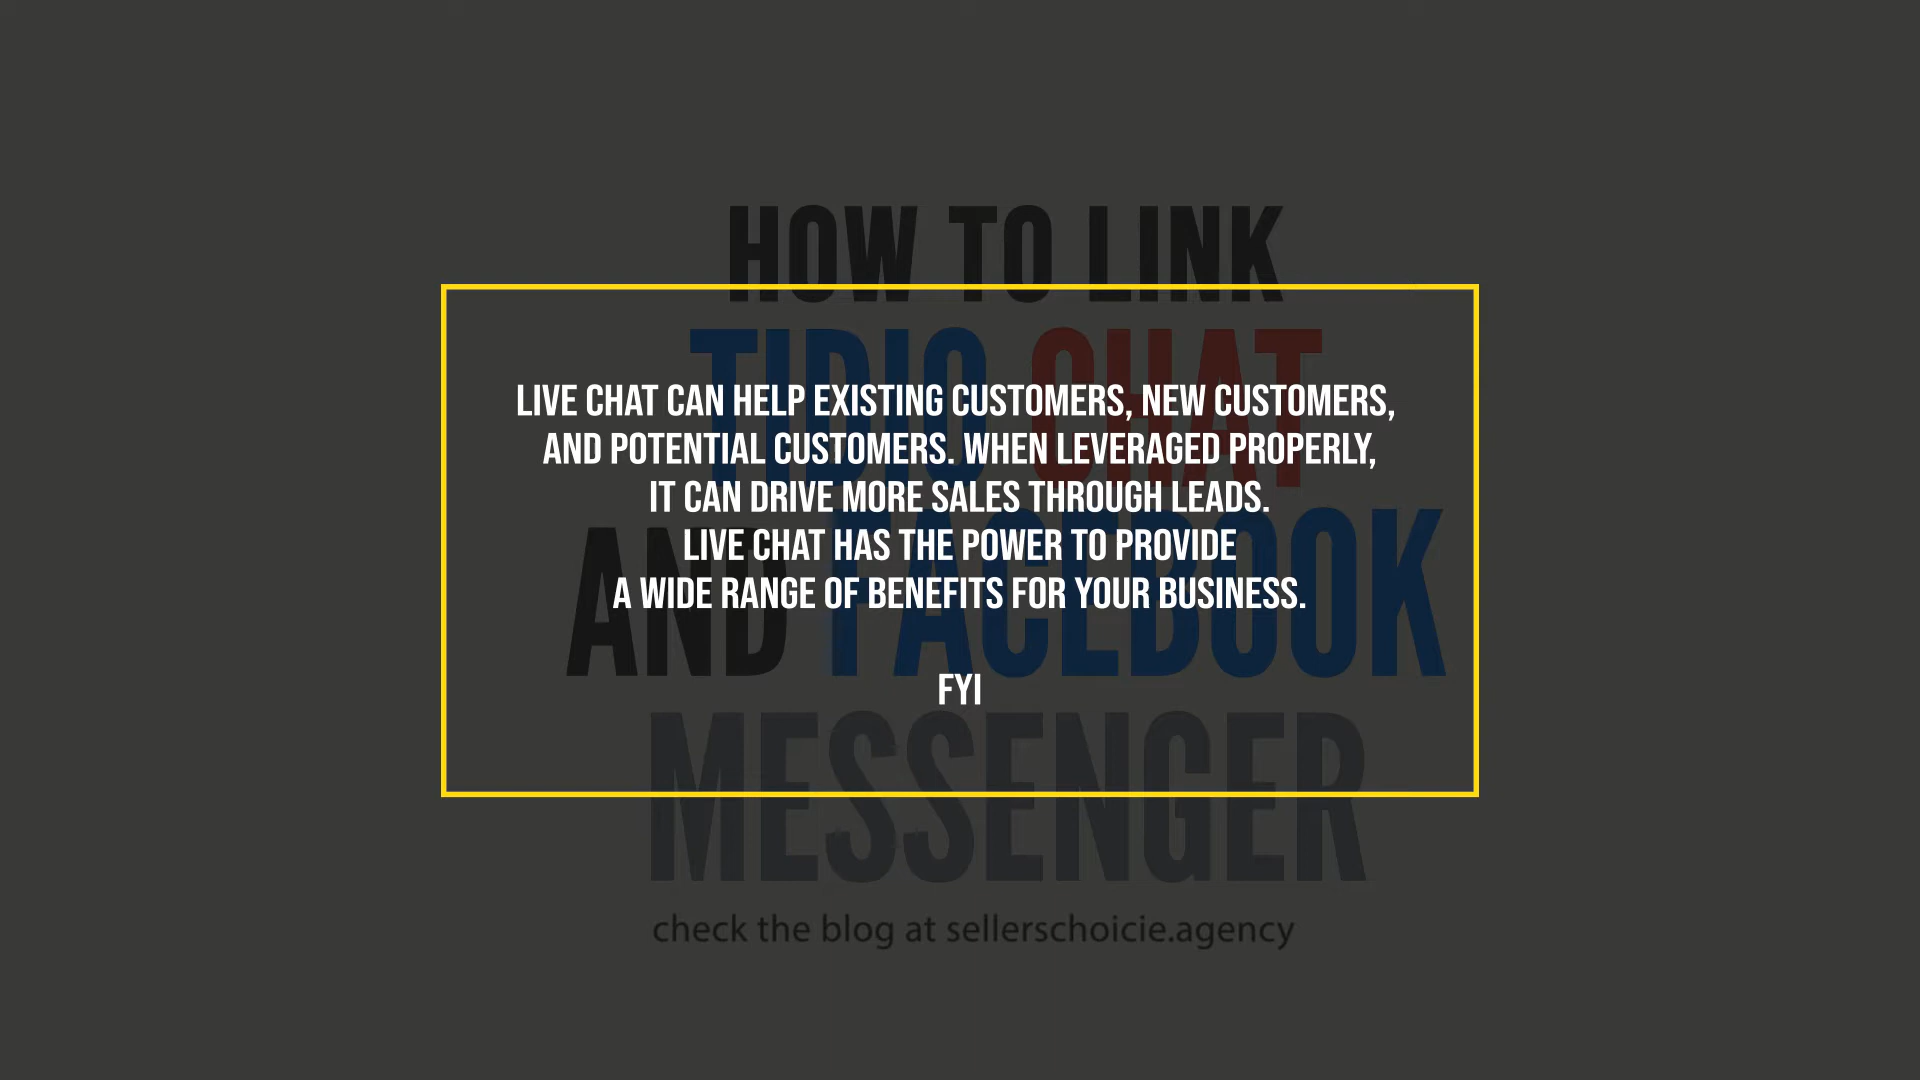 HOW TO LINK
TIDIO CHAT
AND FACEBOOK
MESSENGER
check the blog at sellerschoicie.agency
LIVE CHAT CAN HELP EXISTING CUSTOMERS, NEW CUSTOMERS,
AND POTENTIAL CUSTOMERS. WHEN LEVERAGED PROPERLY,
IT CAN DRIVE MORE SALES THROUGH LEADS.
LIVE CHAT HAS THE POWER TO PROVIDE
A WIDE RANGE OF BENEFITS FOR YOUR BUSINESS.
FYI